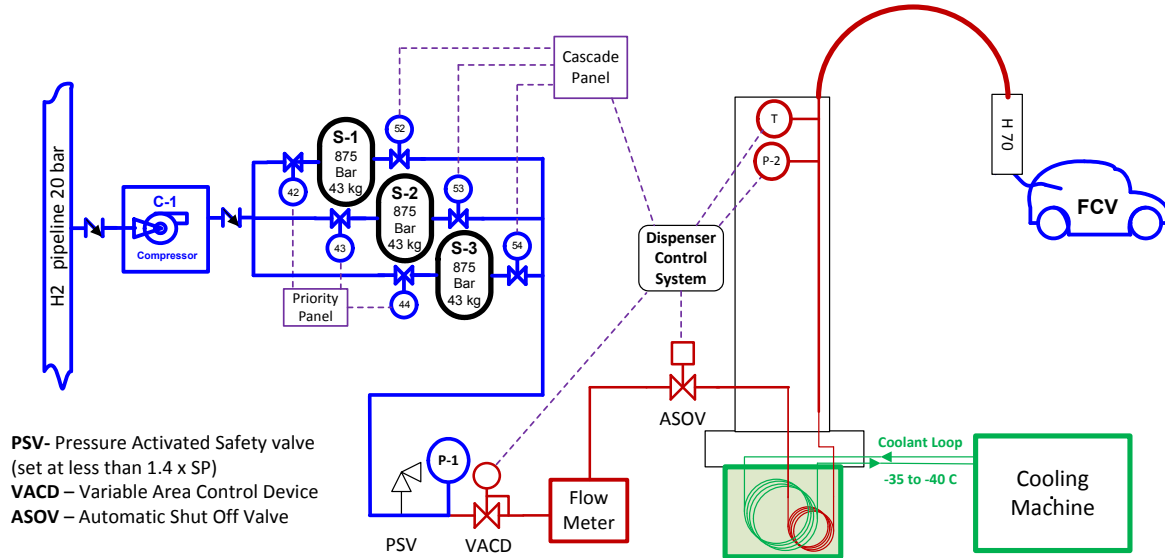 H2 pipeline 20 bar
C-1
Compressor
S-1
875
Bar
43 kg
S-2
875
Bar
43 kg
S-3
875
Bar
43 kg
42
43
44
52
53
54
Priority
Panel
Cascade
Panel
Dispenser
Control
System
T
P-2
H 70
FCV
ASOV
P-1
PSV
VACD
Flow
Meter
Coolant Loop
-35 to -40 C
Cooling
Machine
PSV- Pressure Activated Safety valve
(set at less than 1.4 x SP)
VACD – Variable Area Control Device
ASOV – Automatic Shut Off Valve